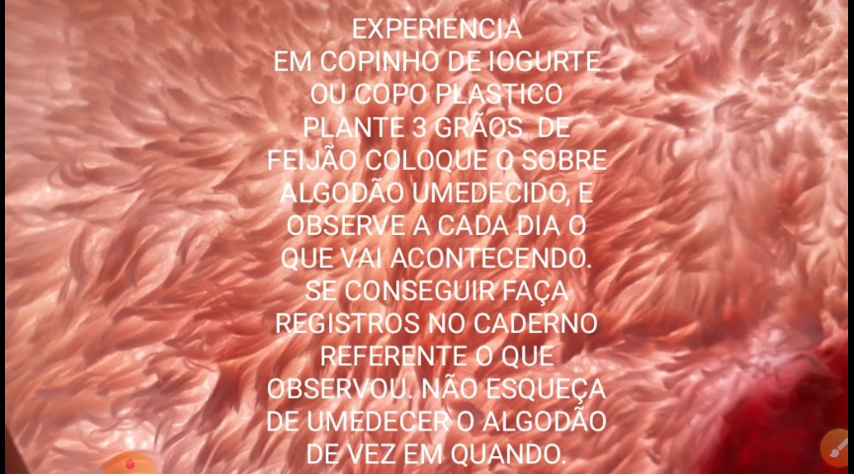 EXPERIENCIA
EM COPINHO DE IOGURTE
OU COPO PLASTICO
PLANTE 3 GRÃOS  DE
FEIJÃO COLOQUE O SOBRE
ALGODÃO UMEDECIDO, E
OBSERVE A CADA DIA O
QUE VAI ACONTECENDO.
SE CONSEGUIR FAÇA
REGISTROS NO CADERNO
REFERENTE O QUE
OBSERVOU. NÃO ESQUEÇA
DE UMEDECER O ALGODÃO
DE VEZ EM QUANDO.